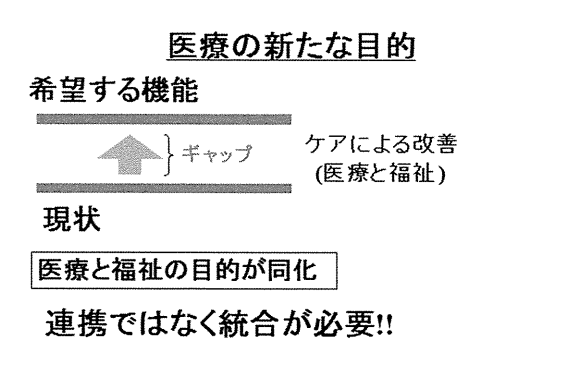 医療の新たな目的
希望する機能
ギャップ
ケアによる改善
(医療と福祉)
現状
医療と福祉の目的が同化
連携ではなく統合が必要!!